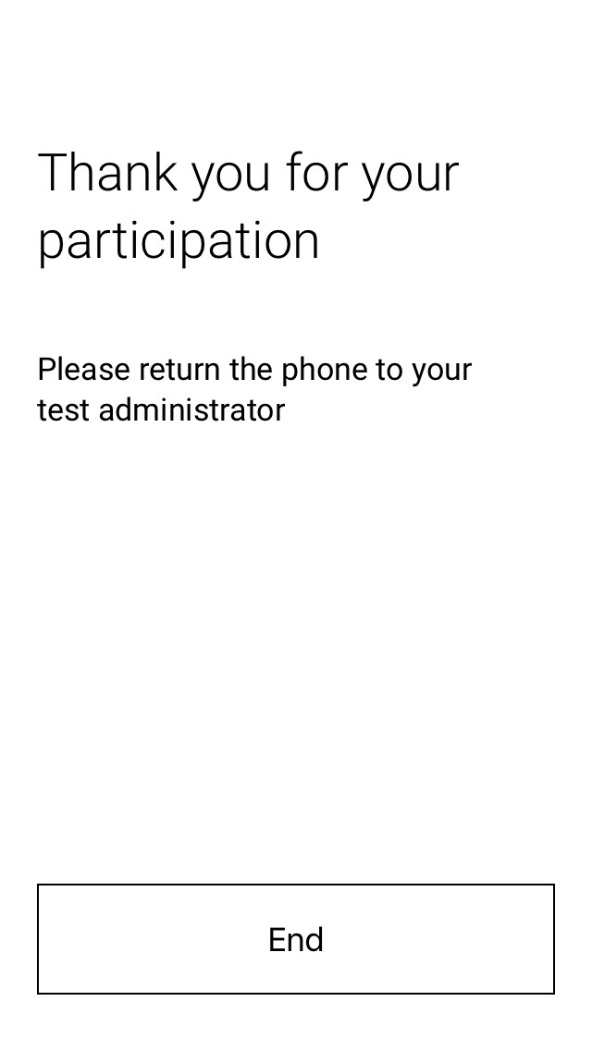 Thank you for your
participation
Please return the phone to your
test administrator
End